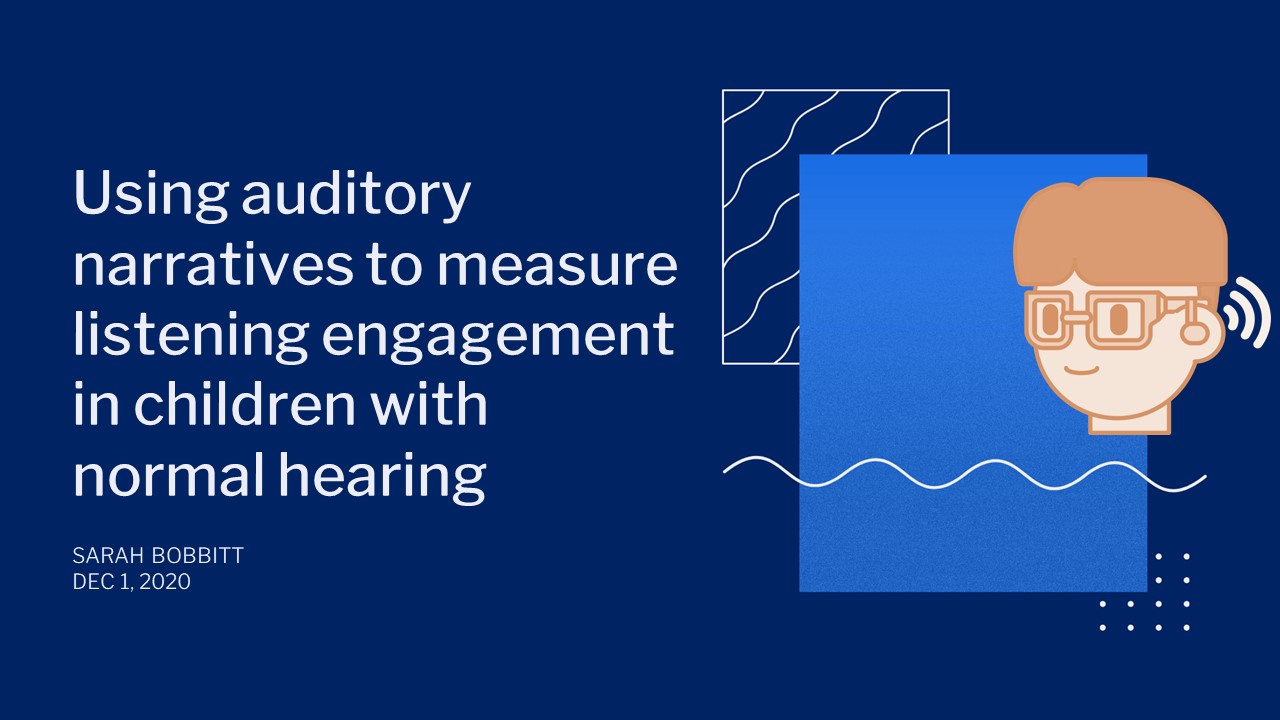 Using auditory
narratives to measure
listening engagement
in children with
normal hearing
SARAH BOBBITT
DEC 1, 2020